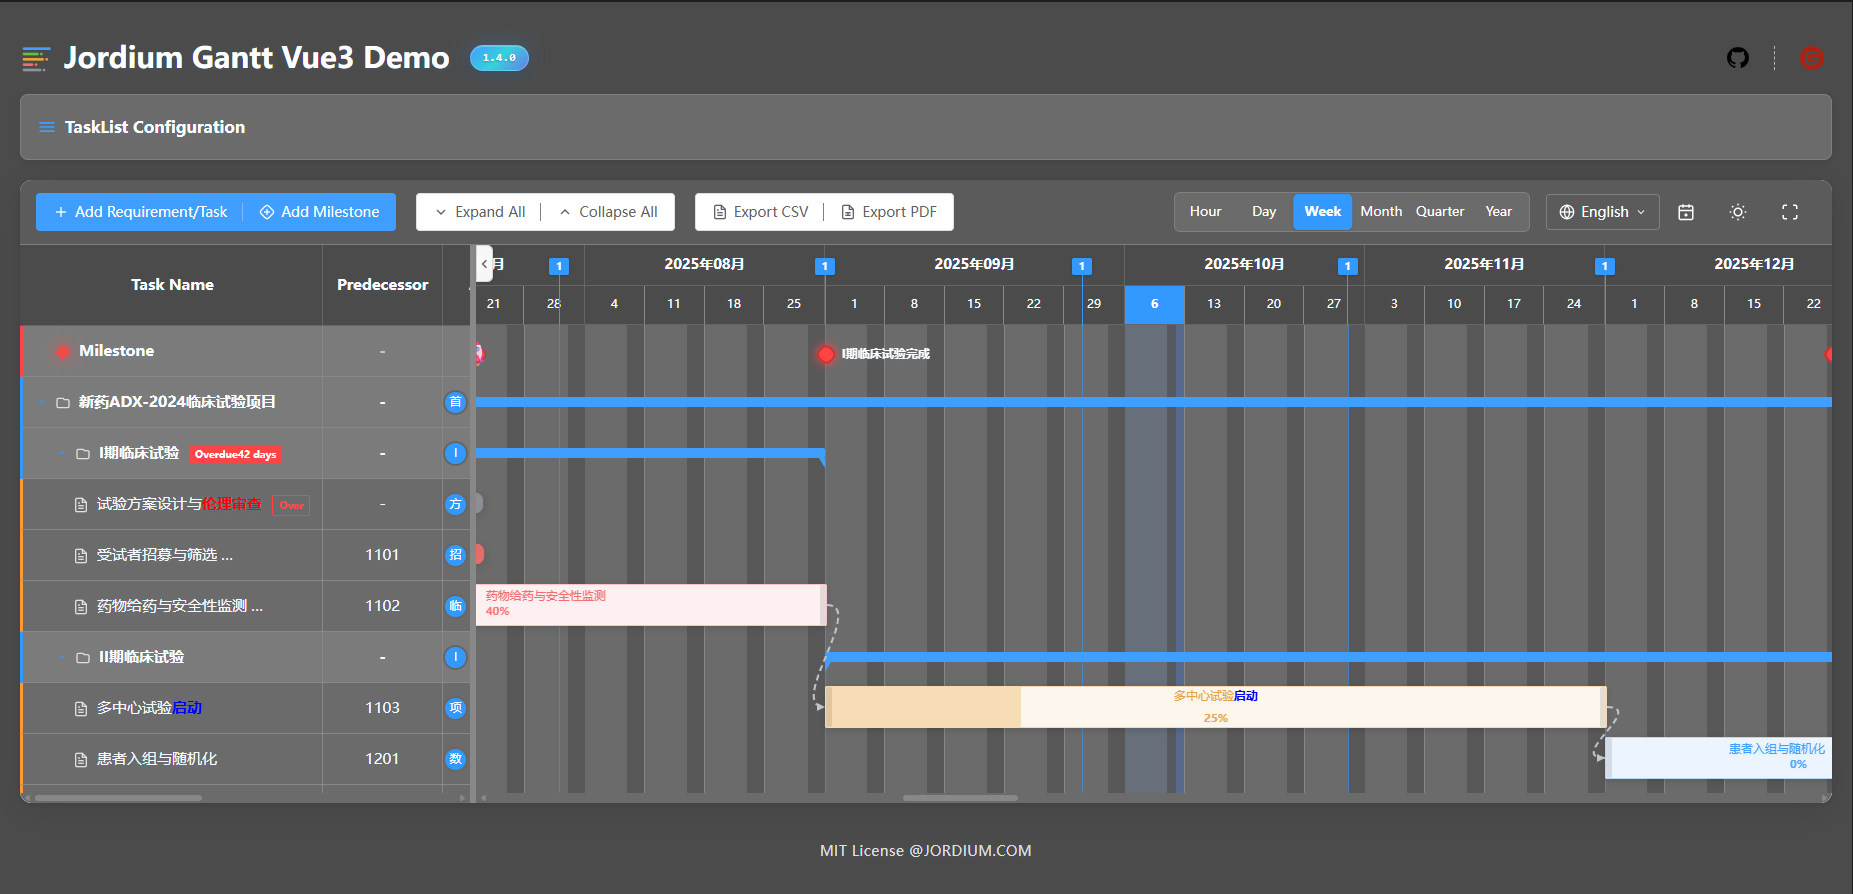 Jordium Gantt Vue3 Demo 1.4.0
TaskList Configuration
Add Requirement/Task Add Milestone Expand All Collapse All Export CSV Export PDF Hour Day Week Month Quarter Year English
Task Name Predecessor
月 1 2025年08月 1 2025年09月 1 2025年10月 1 2025年11月 1 2025年12月
21 28 4 11 18 25 1 8 15 22 29 6 13 20 27 3 10 17 24 1 8 15 22
Milestone - I期临床试验完成
新药ADX-2024临床试验项目 - 首
I期临床试验 Overdue42 days - I
试验方案设计与伦理审查 Over - 方
受试者招募与筛选 ... 1101 招
药物给药与安全性监测 ... 1102 临
药物给药与安全性监测
40%
II期临床试验 - I
多中心试验启动 1103 项
多中心试验启动
25%
患者入组与随机化 1201 数
患者入组与随机化
0%
MIT License @JORDIUM.COM